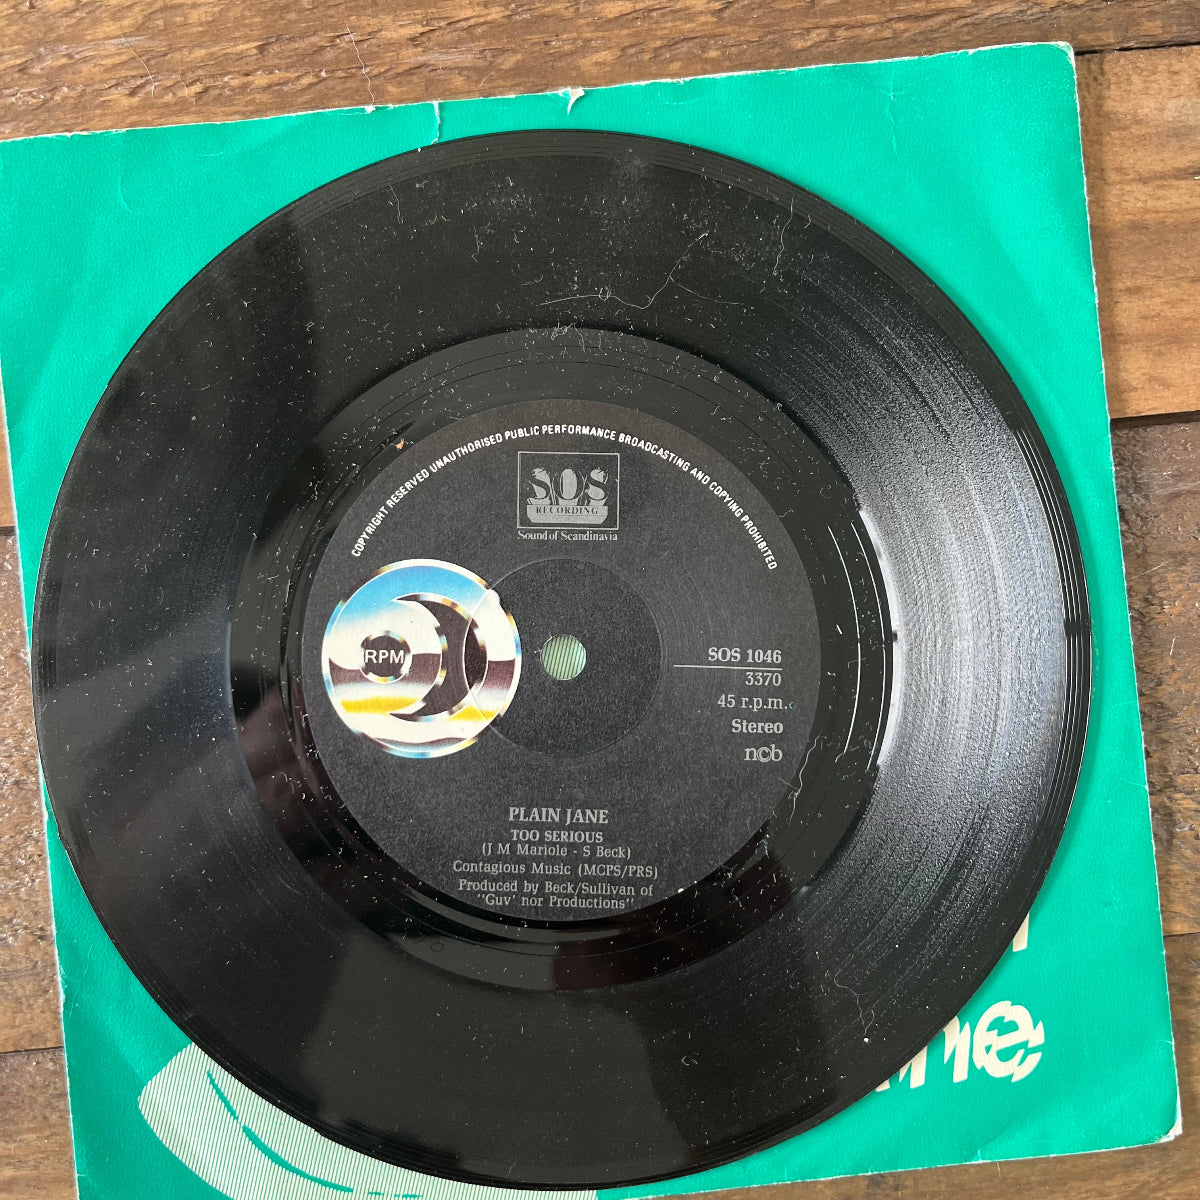 COPYRIGHT RESERVED UNAUTHORISED PUBLIC PERFORMANCE BROADCASTING AND COPYING PROHIBITED
S.O.S
RECORDING
Sound of Scandinavia
RPM
SOS 1046
3370
45 r.p.m.
Stereo
ncb
PLAIN JANE
TOO SERIOUS
(J M Mariole - S Beck)
Contagious Music (MCPS/PRS)
Produced by Beck/Sullivan of
"Guv' nor Productions"